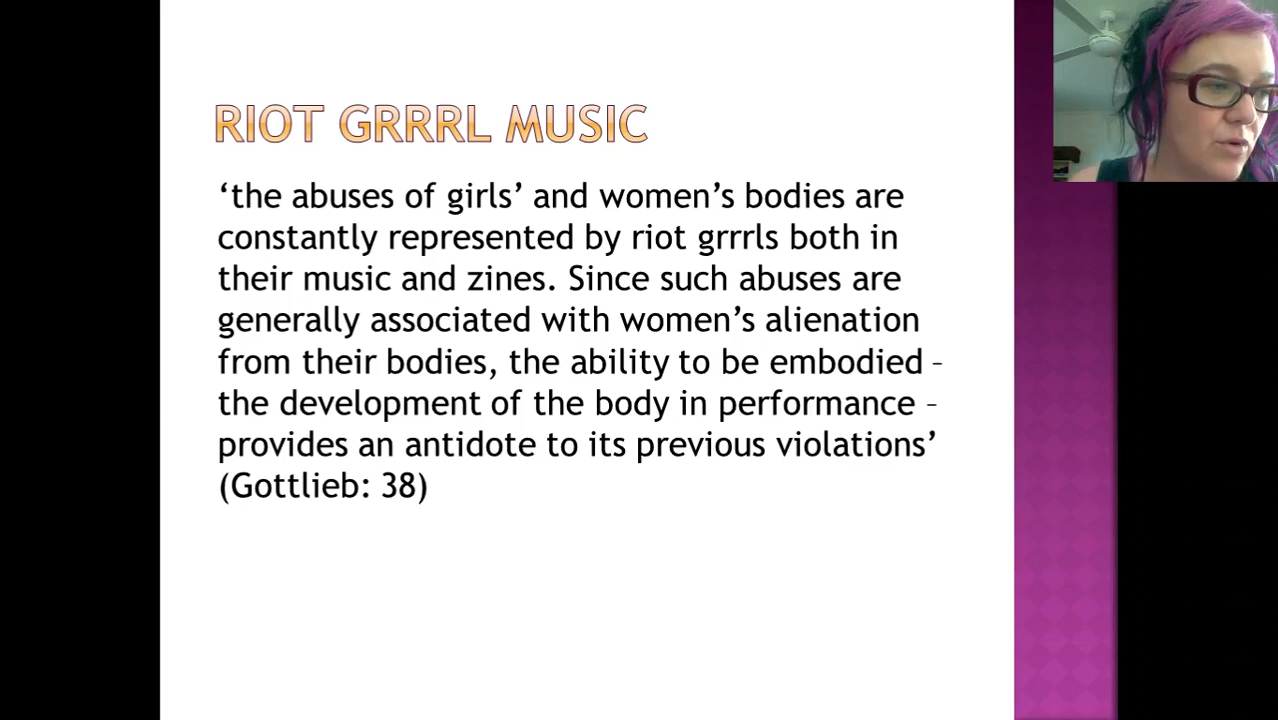 RIOT GRRRL MUSIC
‘the abuses of girls’ and women’s bodies are
constantly represented by riot grrrls both in
their music and zines. Since such abuses are
generally associated with women’s alienation
from their bodies, the ability to be embodied –
the development of the body in performance –
provides an antidote to its previous violations’
(Gottlieb: 38)